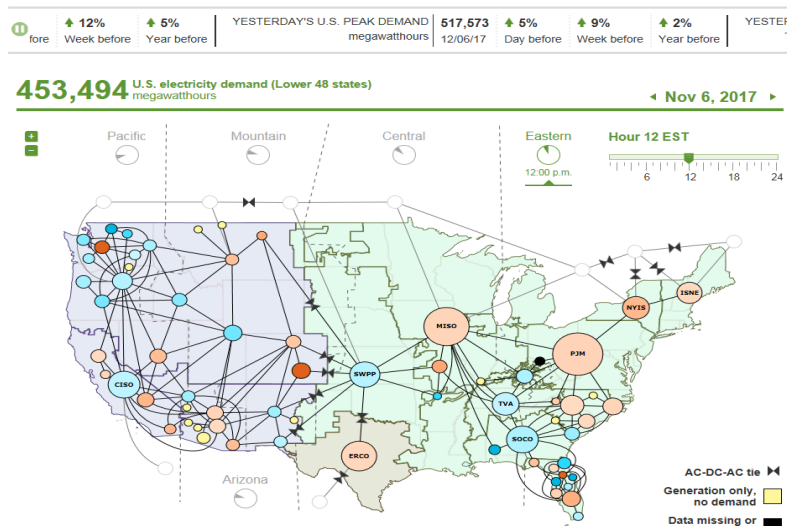 12% 5% YESTERDAY'S U.S. PEAK DEMAND 517,573 5% 9% 2%
fore Week before Year before megawatthours 12/06/17 Day before Week before Year before
453,494 U.S. electricity demand (Lower 48 states)
megawatthours
Nov 6, 2017
Pacific Mountain Central Eastern Hour 12 EST
12:00 p.m.
6 12 18 24
ISNE
NYIS
MISO
PJM
SWPP
CISO
TVA
SOCO
ERCO
Arizona
AC-DC-AC tie
Generation only,
no demand
Data missing or